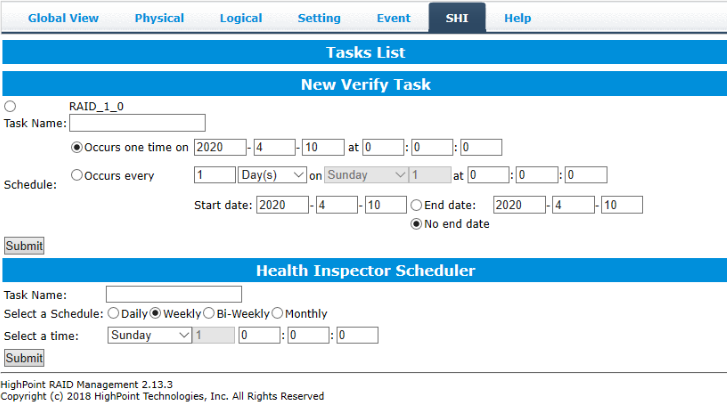 Global View Physical Logical Setting Event SHI Help
Tasks List
New Verify Task
RAID_1_0
Task Name:
Occurs one time on 2020 - 4 - 10 at 0 : 0 : 0
Schedule: Occurs every 1 Day(s) on Sunday 1 at 0 : 0 : 0
Start date: 2020 - 4 - 10 End date: 2020 - 4 - 10
No end date
Submit
Health Inspector Scheduler
Task Name:
Select a Schedule: Daily Weekly Bi-Weekly Monthly
Select a time: Sunday 1 0 : 0 : 0
Submit
HighPoint RAID Management 2.13.3
Copyright (c) 2018 HighPoint Technologies, Inc. All Rights Reserved